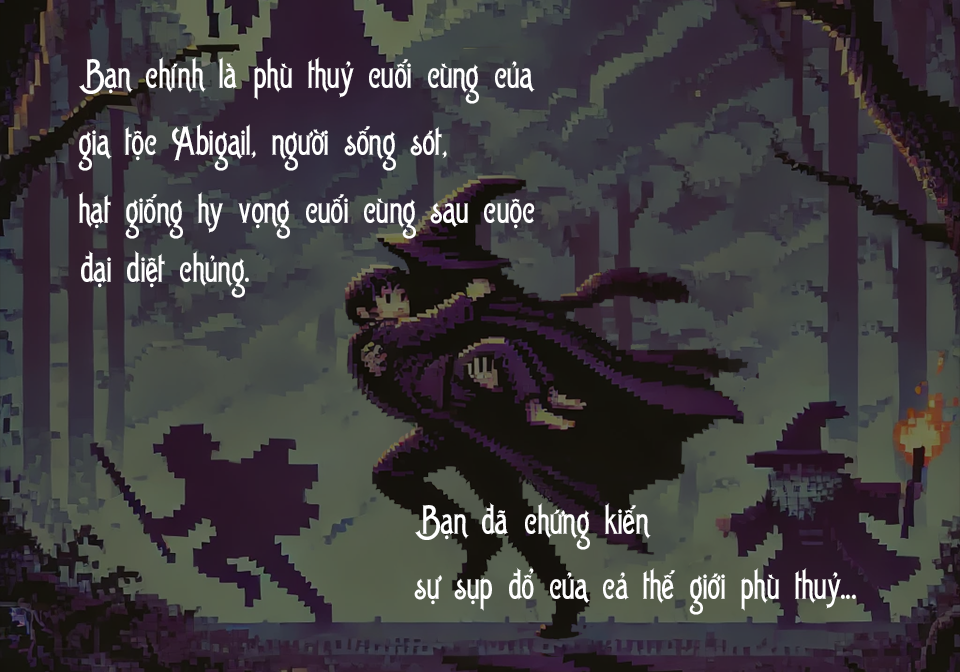 Bạn chính là phù thuỷ cuối cùng của
gia tộc Abigail, người sống sót,
hạt giống hy vọng cuối cùng sau cuộc
đại diệt chủng.
Bạn đã chứng kiến
sự sụp đổ của cả thế giới phù thuỷ...